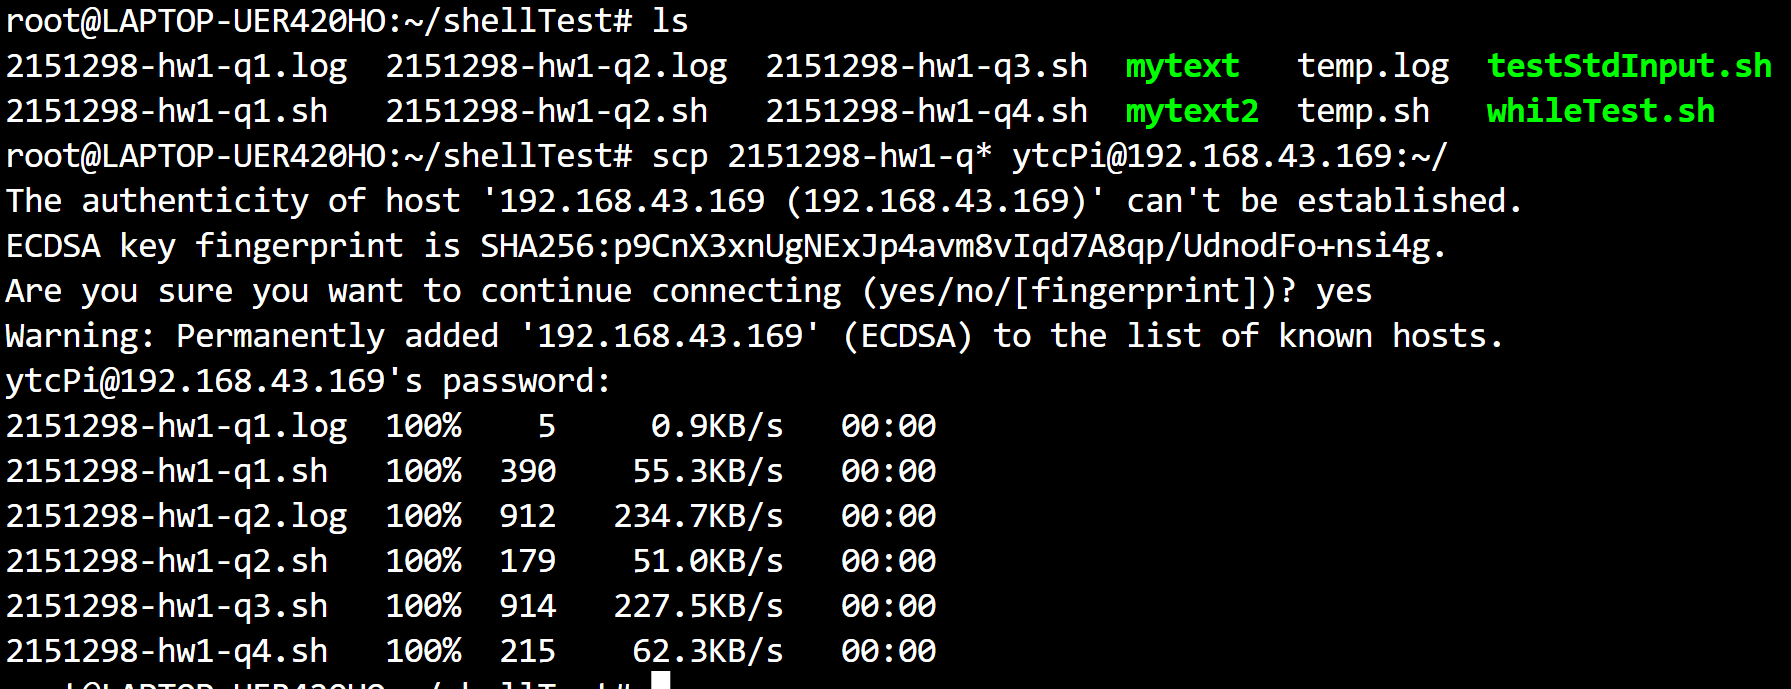 root@LAPTOP-UER420HO:~/shellTest# ls
2151298-hw1-q1.log  2151298-hw1-q2.log  2151298-hw1-q3.sh  mytext   temp.log  testStdInput.sh
2151298-hw1-q1.sh   2151298-hw1-q2.sh   2151298-hw1-q4.sh  mytext2  temp.sh   whileTest.sh
root@LAPTOP-UER420HO:~/shellTest# scp 2151298-hw1-q* ytcPi@192.168.43.169:~/
The authenticity of host '192.168.43.169 (192.168.43.169)' can't be established.
ECDSA key fingerprint is SHA256:p9CnX3xnUgNExJp4avm8vIqd7A8qp/UdnodFo+nsi4g.
Are you sure you want to continue connecting (yes/no/[fingerprint])? yes
Warning: Permanently added '192.168.43.169' (ECDSA) to the list of known hosts.
ytcPi@192.168.43.169's password:
2151298-hw1-q1.log  100%    5     0.9KB/s   00:00
2151298-hw1-q1.sh   100%  390    55.3KB/s   00:00
2151298-hw1-q2.log  100%  912   234.7KB/s   00:00
2151298-hw1-q2.sh   100%  179    51.0KB/s   00:00
2151298-hw1-q3.sh   100%  914   227.5KB/s   00:00
2151298-hw1-q4.sh   100%  215    62.3KB/s   00:00
root@LAPTOP-UER420HO:~/shellTest#